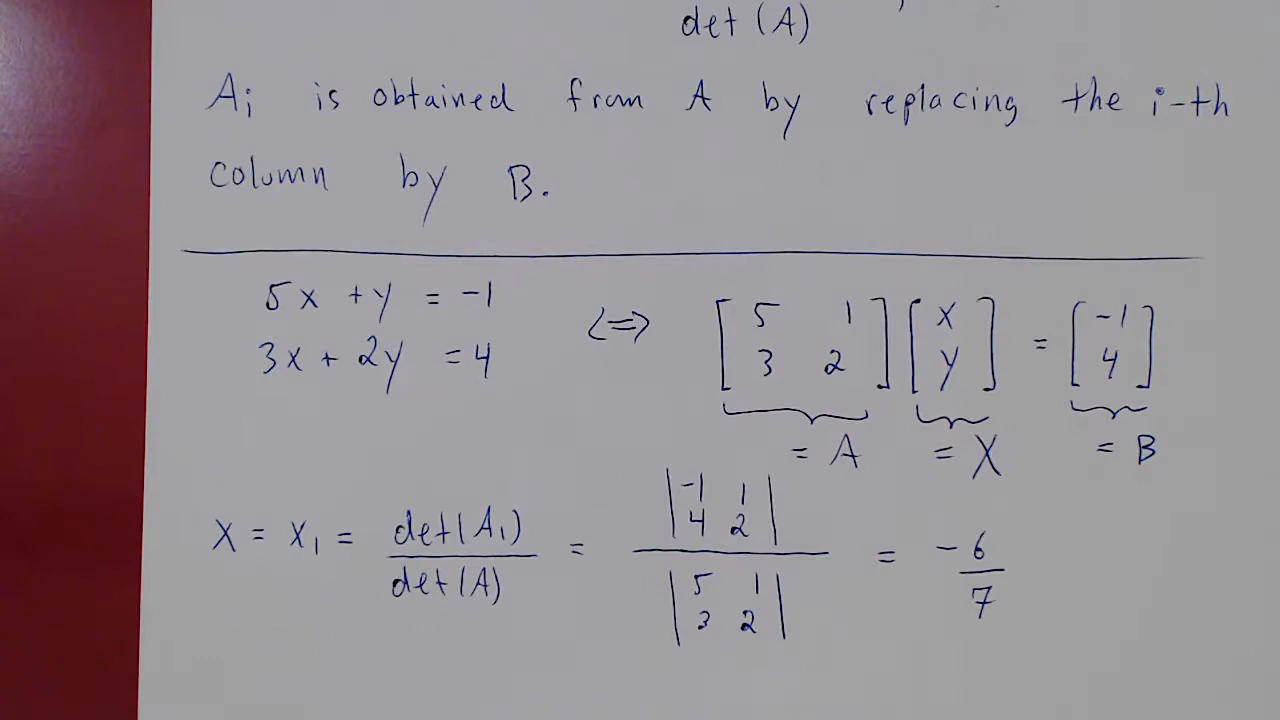 det (A)
Ai is obtained from A by replacing the i-th
column by B.
5x + y = -1
3x + 2y = 4
<=> [5 1; 3 2] [x; y] = [-1; 4]
= A = X = B
x = x₁ = det(A₁)/det(A) = |-1 1; 4 2| / |5 1; 3 2| = -6/7